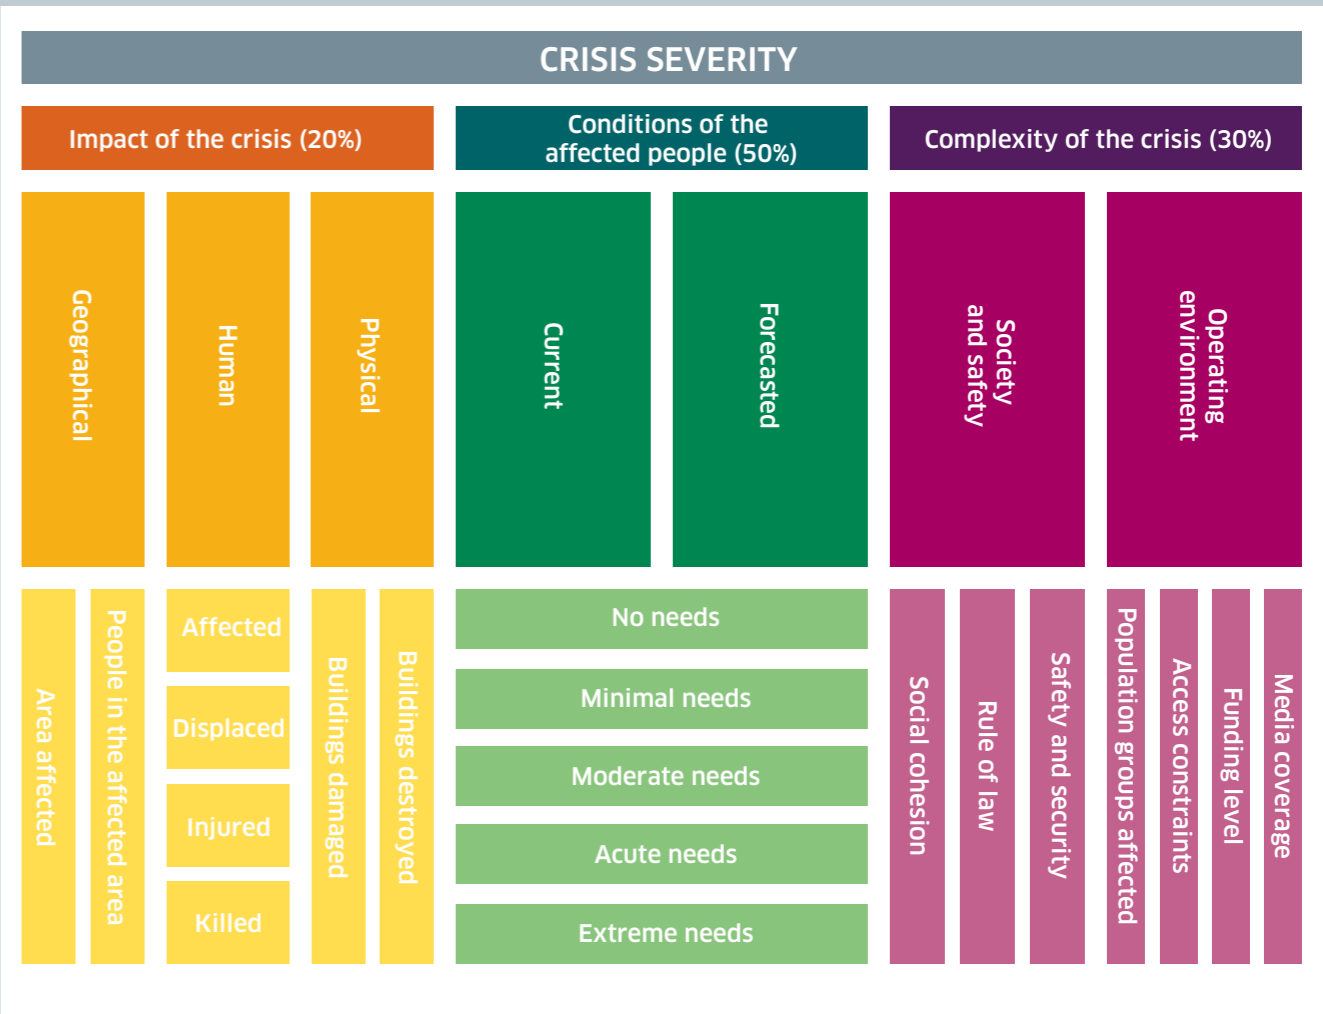 CRISIS SEVERITY
Impact of the crisis (20%)
Conditions of the
affected people (50%)
Complexity of the crisis (30%)
Geographical
Human
Physical
Current
Forecasted
Society
and safety
Operating
environment
Area affected
People in the affected area
Affected
Displaced
Injured
Killed
Buildings damaged
Buildings destroyed
No needs
Minimal needs
Moderate needs
Acute needs
Extreme needs
Social cohesion
Rule of law
Safety and security
Population groups affected
Access constraints
Funding level
Media coverage